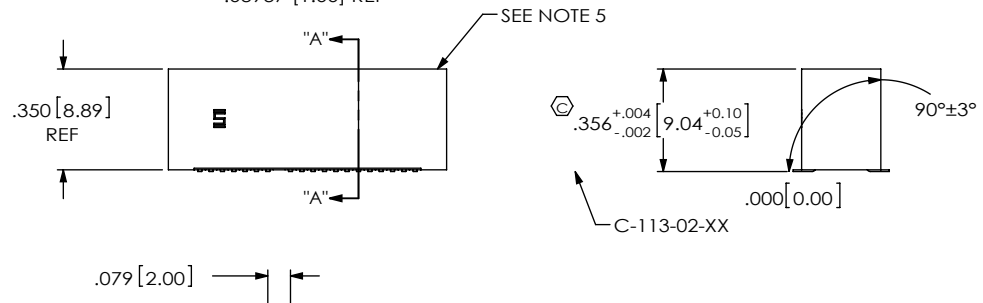 SEE NOTE 5
"A"
.350 [8.89]
REF
"A"
C
.356 +.004 -.002 [9.04 +0.10 -0.05]
90°±3°
.000 [0.00]
C-113-02-XX
.079 [2.00]